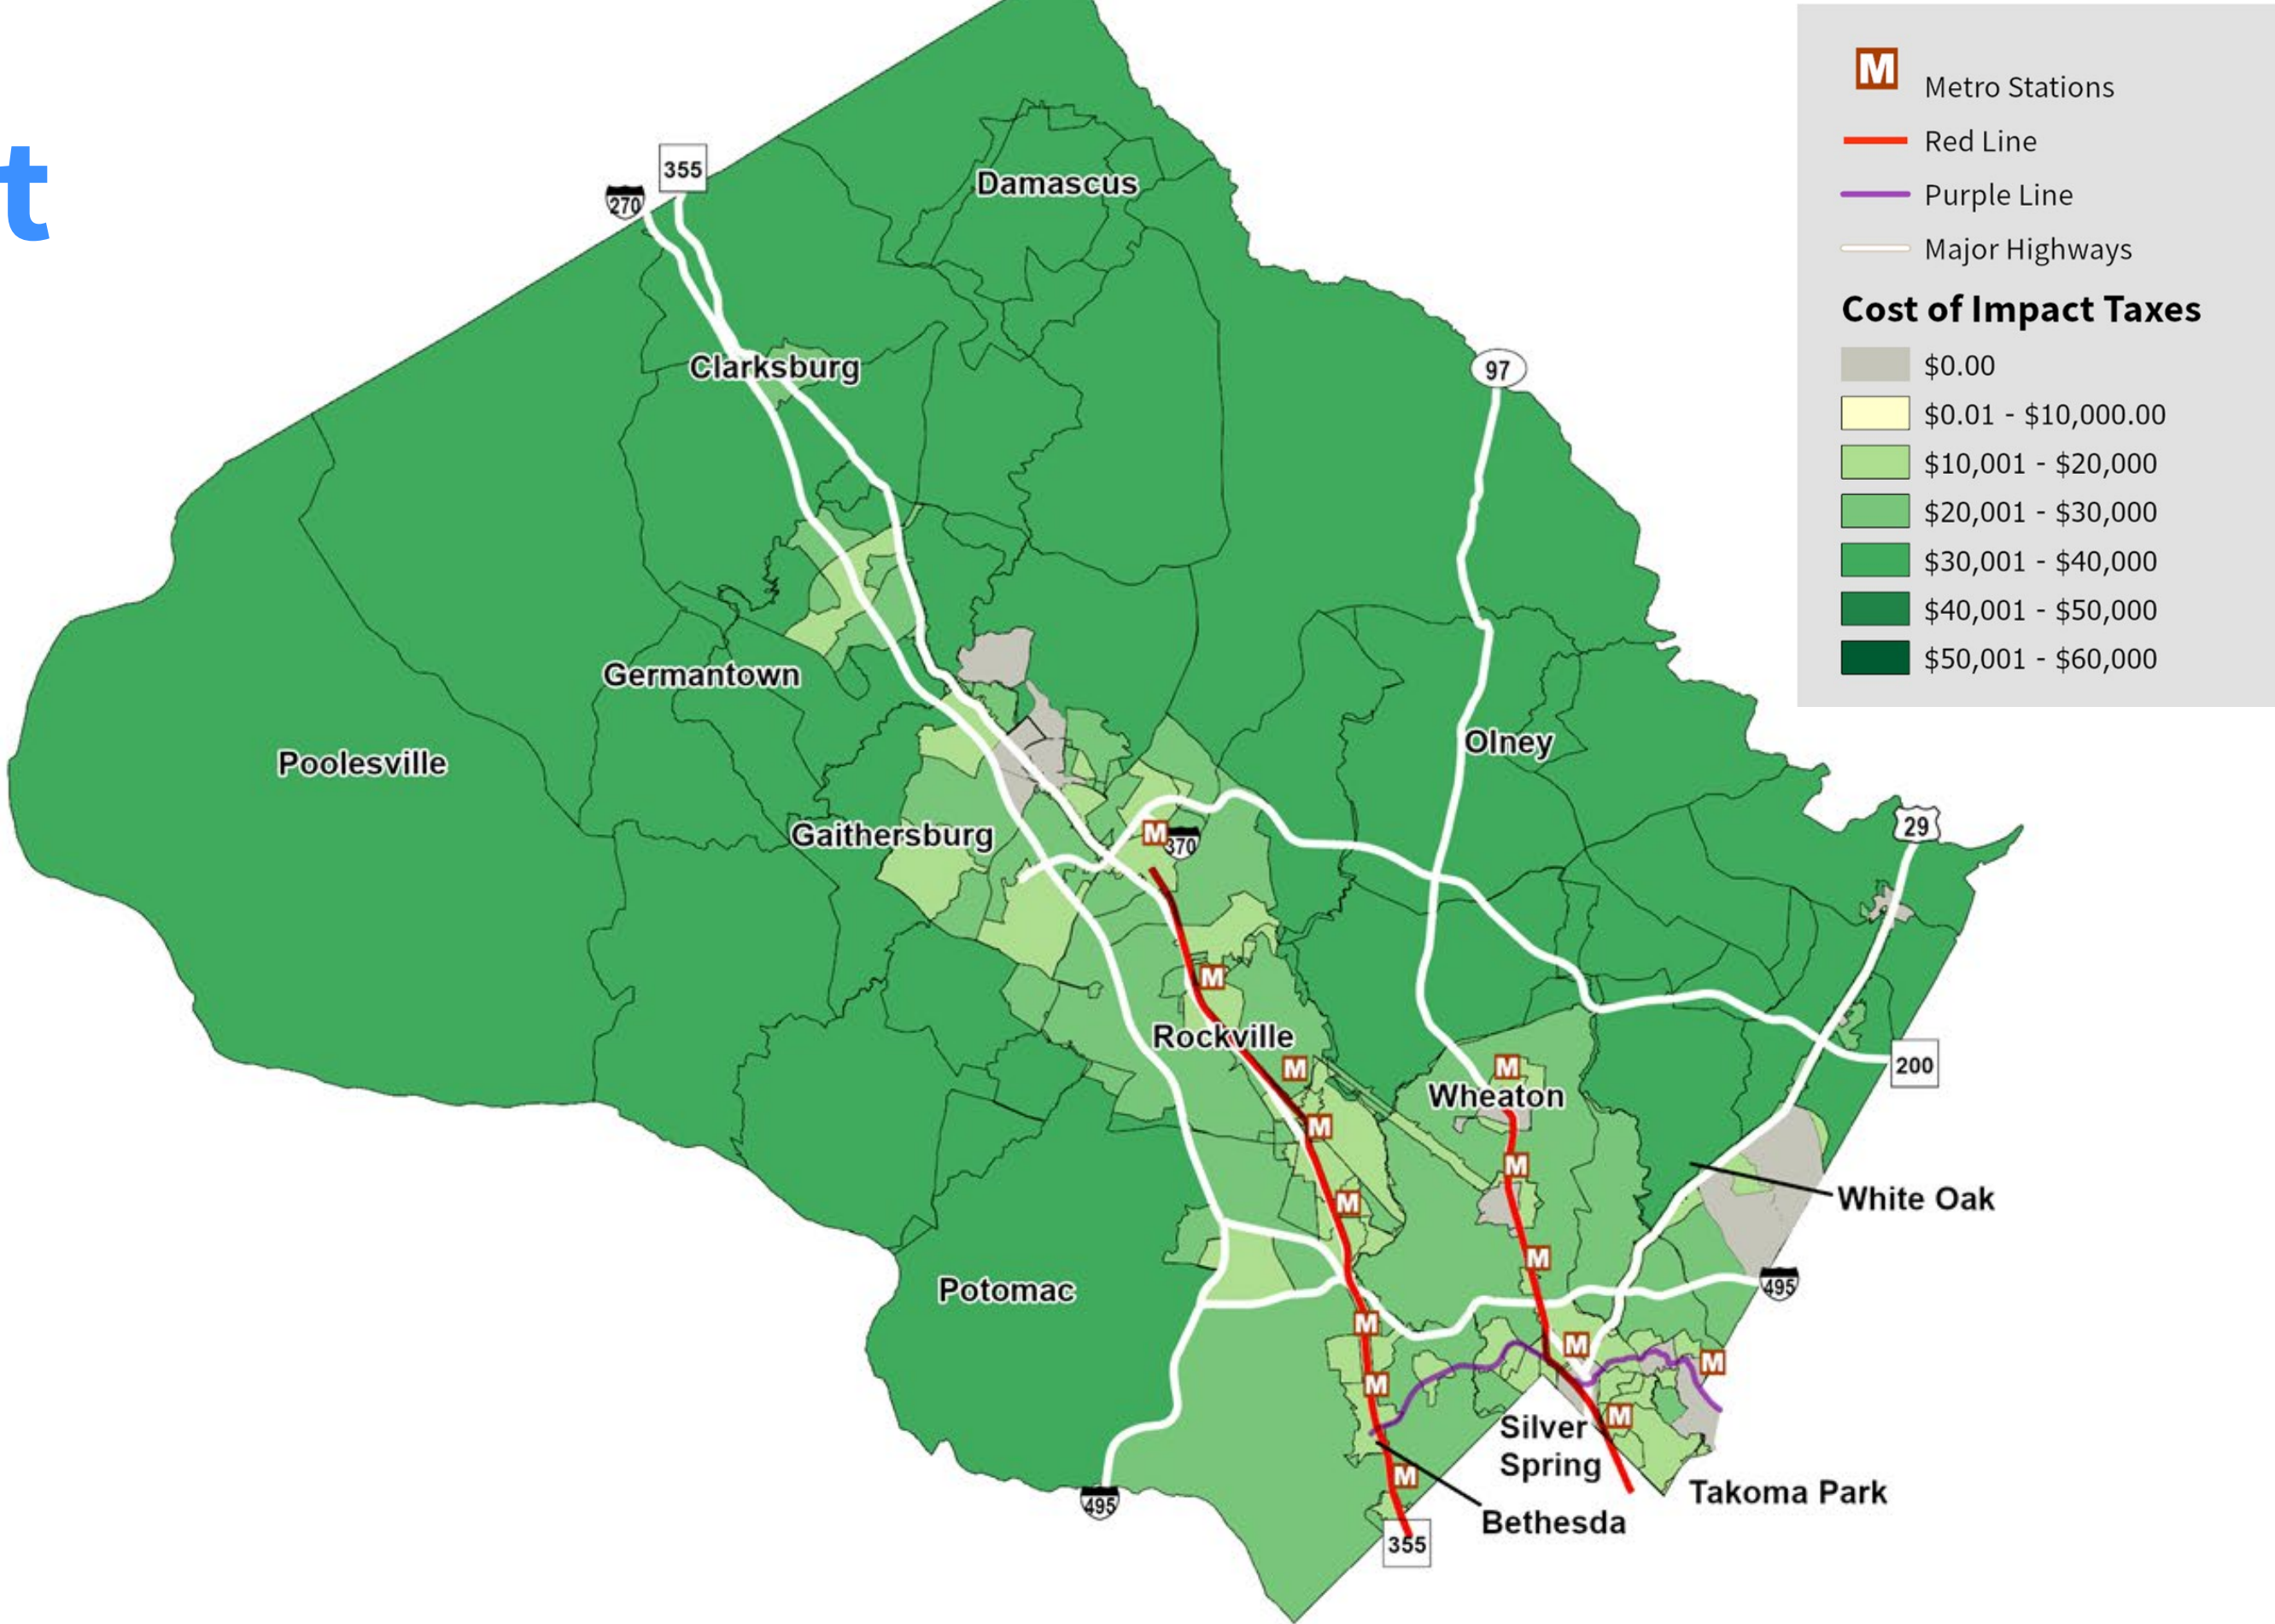 t
M Metro Stations
Red Line
Purple Line
Major Highways
Cost of Impact Taxes
$0.00
$0.01 - $10,000.00
$10,001 - $20,000
$20,001 - $30,000
$30,001 - $40,000
$40,001 - $50,000
$50,001 - $60,000
355
270
Damascus
Clarksburg
97
Germantown
Olney
Poolesville
29
Gaithersburg
M
370
M
Rockville
200
M
M
Wheaton
M
M
White Oak
M
M
495
Potomac
M
M
M
M
M
Silver
Spring
M
Takoma Park
495
Bethesda
355